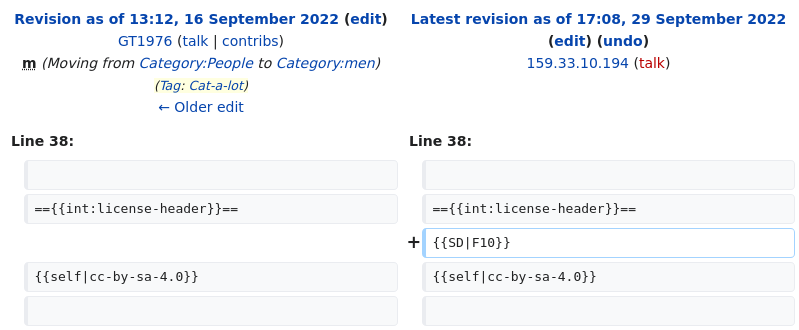 Revision as of 13:12, 16 September 2022 (edit)
GT1976 (talk | contribs)
m (Moving from Category:People to Category:men)
(Tag: Cat-a-lot)
← Older edit
Latest revision as of 17:08, 29 September 2022
(edit) (undo)
159.33.10.194 (talk)
Line 38:
Line 38:
=={{int:license-header}}==
=={{int:license-header}}==
+ {{SD|F10}}
{{self|cc-by-sa-4.0}}
{{self|cc-by-sa-4.0}}